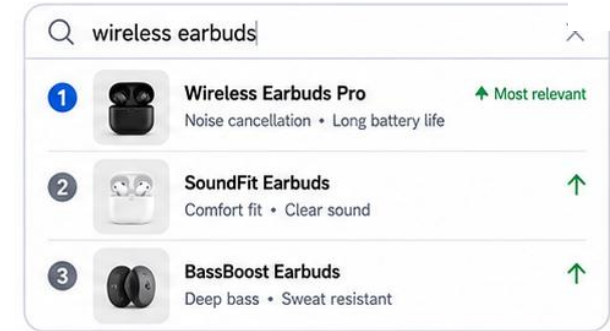 wireless earbuds
1
Wireless Earbuds Pro
Most relevant
Noise cancellation • Long battery life
2
SoundFit Earbuds
Comfort fit • Clear sound
3
BassBoost Earbuds
Deep bass • Sweat resistant